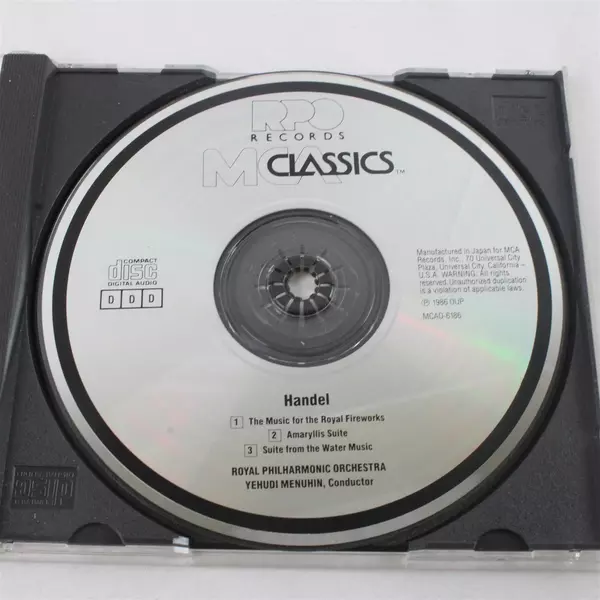 RPO
RECORDS
MCA CLASSICS™
COMPACT
disc
DIGITAL AUDIO
D D D
Manufactured in Japan for MCA
Records, Inc., 70 Universal City
Plaza, Universal City, California –
U.S.A. WARNING: All rights
reserved. Unauthorized duplication
is a violation of applicable laws.
℗ 1986 OUP
MCAD-6186
Handel
1 The Music for the Royal Fireworks
2 Amaryllis Suite
3 Suite from the Water Music
ROYAL PHILHARMONIC ORCHESTRA
YEHUDI MENUHIN, Conductor